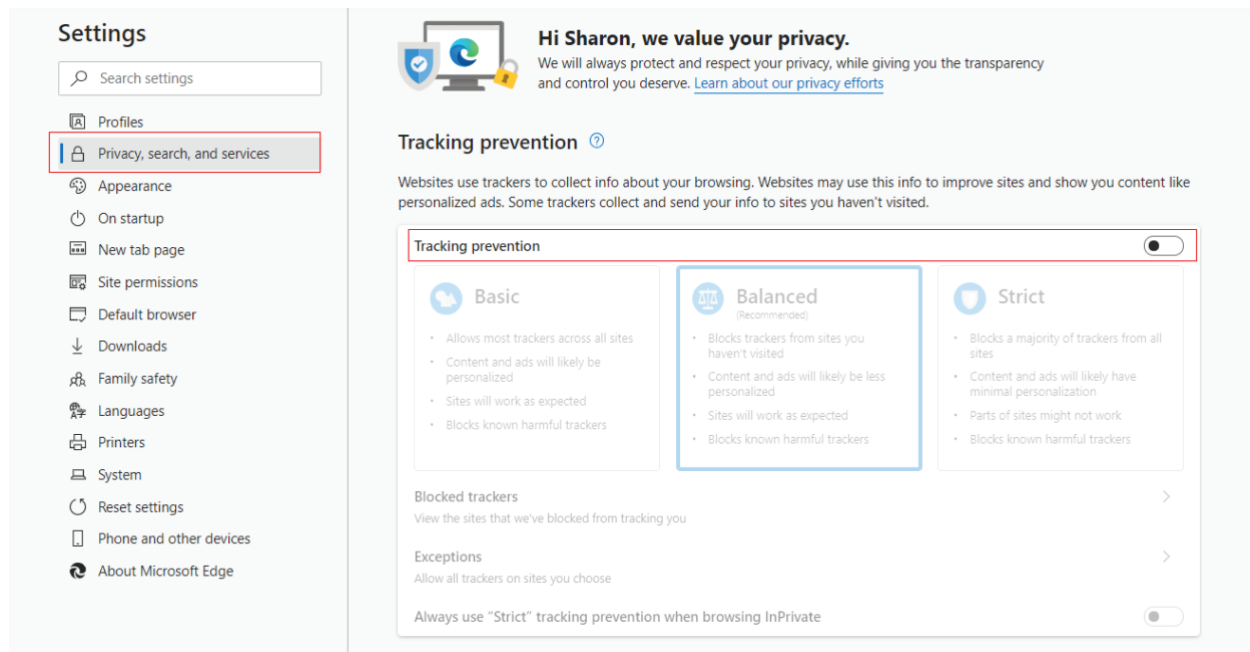 Settings
Search settings
Profiles
Privacy, search, and services
Appearance
On startup
New tab page
Site permissions
Default browser
Downloads
Family safety
Languages
Printers
System
Reset settings
Phone and other devices
About Microsoft Edge
Hi Sharon, we value your privacy.
We will always protect and respect your privacy, while giving you the transparency
and control you deserve. Learn about our privacy efforts
Tracking prevention
Websites use trackers to collect info about your browsing. Websites may use this info to improve sites and show you content like
personalized ads. Some trackers collect and send your info to sites you haven't visited.
Tracking prevention
Basic
• Allows most trackers across all sites
• Content and ads will likely be
personalized
• Sites will work as expected
• Blocks known harmful trackers
Balanced
(Recommended)
• Blocks trackers from sites you
haven't visited
• Content and ads will likely be less
personalized
• Sites will work as expected
• Blocks known harmful trackers
Strict
• Blocks a majority of trackers from all
sites
• Content and ads will likely have
minimal personalization
• Parts of sites might not work
• Blocks known harmful trackers
Blocked trackers
View the sites that we've blocked from tracking you
Exceptions
Allow all trackers on sites you choose
Always use "Strict" tracking prevention when browsing InPrivate